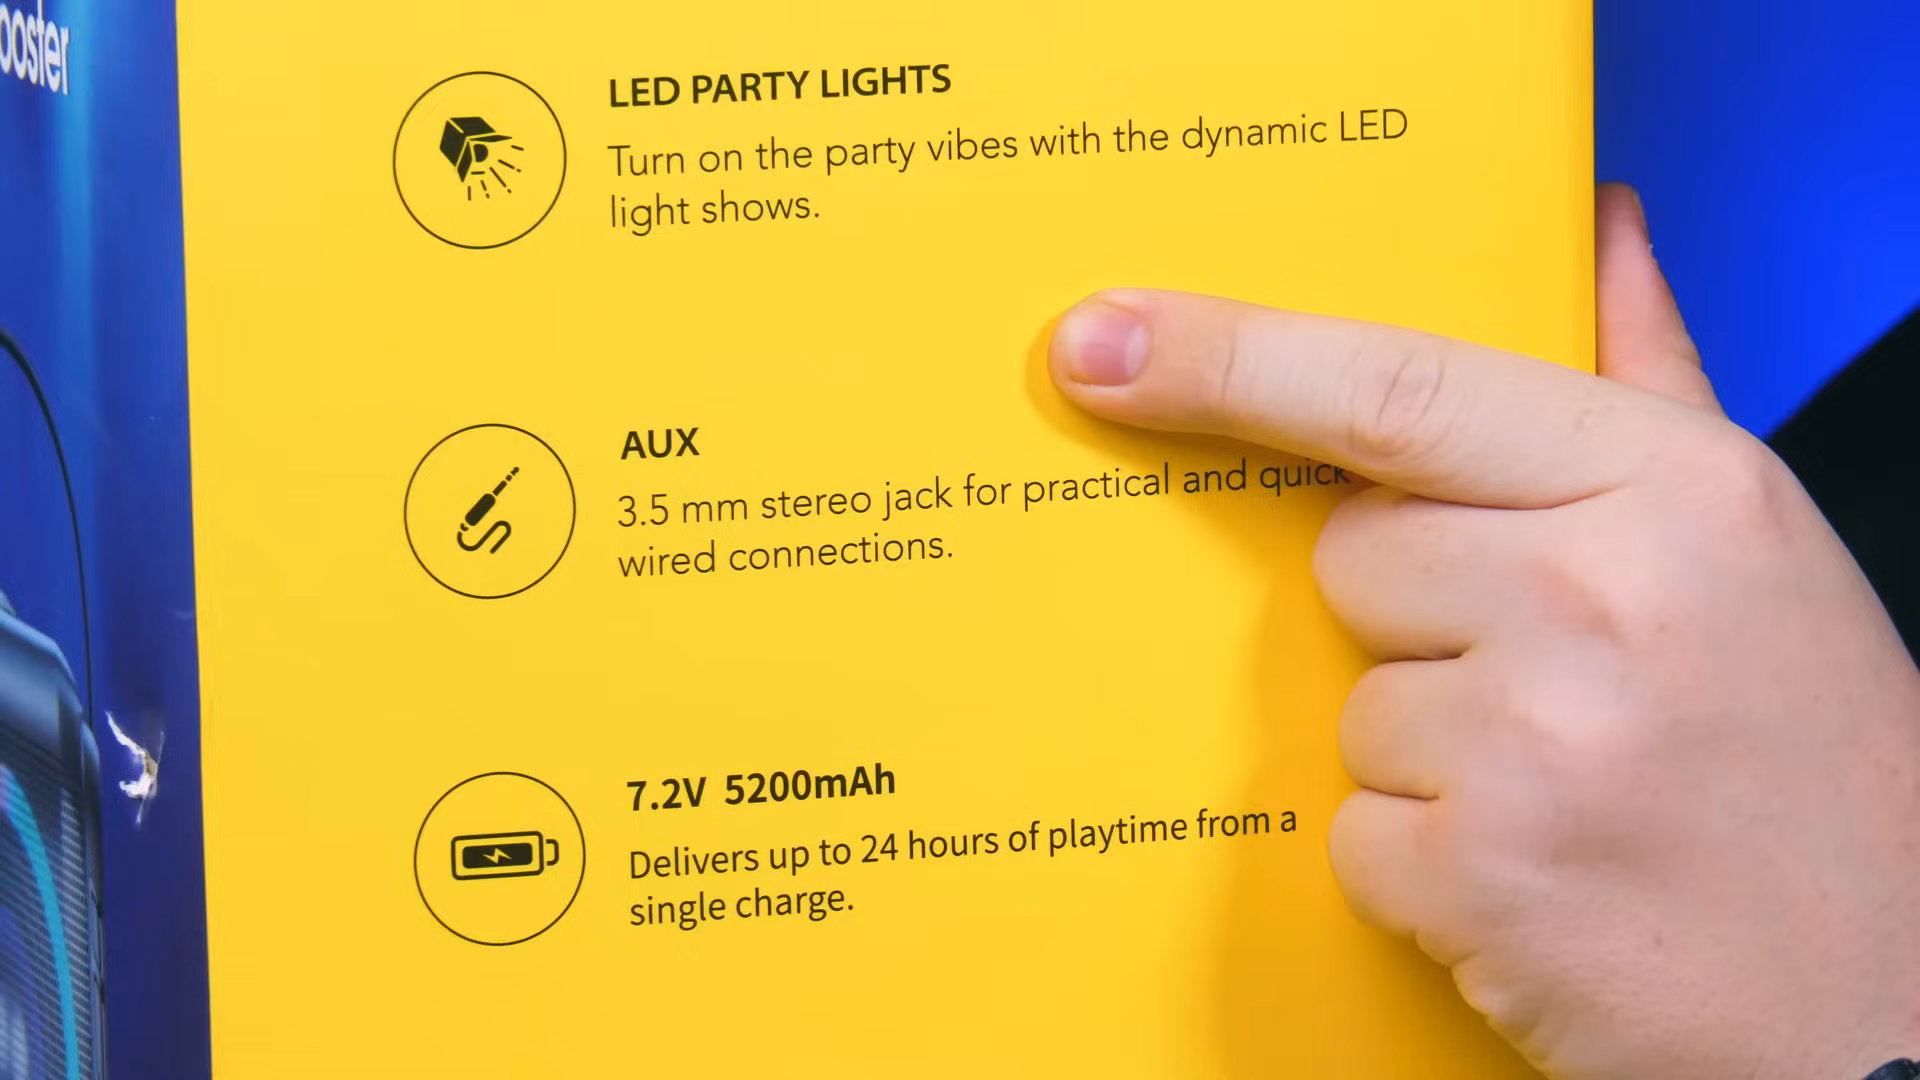 ooster
LED PARTY LIGHTS
Turn on the party vibes with the dynamic LED
light shows.
AUX
3.5 mm stereo jack for practical and quick
wired connections.
7.2V 5200mAh
Delivers up to 24 hours of playtime from a
single charge.